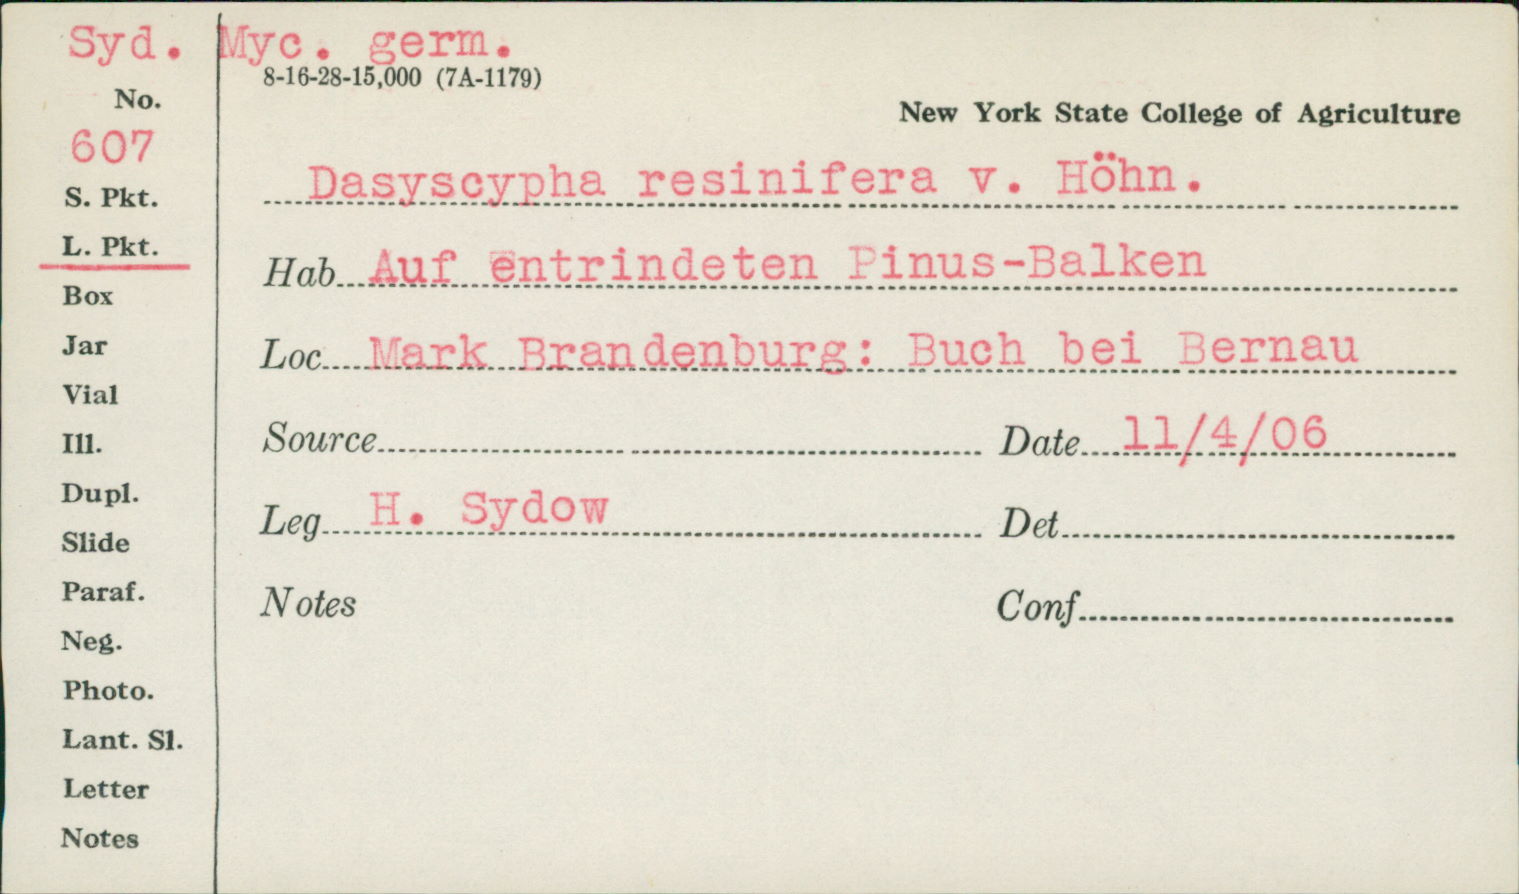 Syd. Myc. germ.
8-16-28-15,000 (7A-1179)
No.
New York State College of Agriculture
607
Dasyscypha resinifera v. Höhn.
S. Pkt.
L. Pkt.
Hab Auf entrindeten Pinus-Balken
Box
Jar
Loc Mark Brandenburg: Buch bei Bernau
Vial
Ill.
Source Date 11/4/06
Dupl.
Leg H. Sydow Det
Slide
Paraf.
Notes Conf
Neg.
Photo.
Lant. Sl.
Letter
Notes